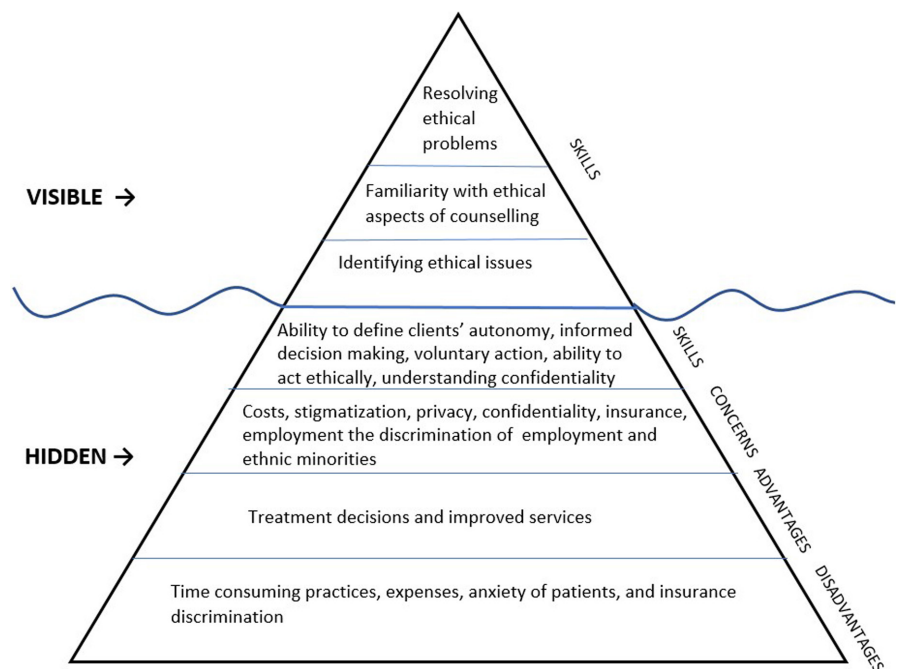 Resolving
ethical
problems
SKILLS
VISIBLE →
Familiarity with ethical
aspects of counselling
Identifying ethical issues
Ability to define clients’ autonomy, informed
decision making, voluntary action, ability to
act ethically, understanding confidentiality
SKILLS
Costs, stigmatization, privacy, confidentiality, insurance,
employment the discrimination of employment and
ethnic minorities
CONCERNS
HIDDEN →
Treatment decisions and improved services
ADVANTAGES
Time consuming practices, expenses, anxiety of patients, and insurance
discrimination
DISADVANTAGES